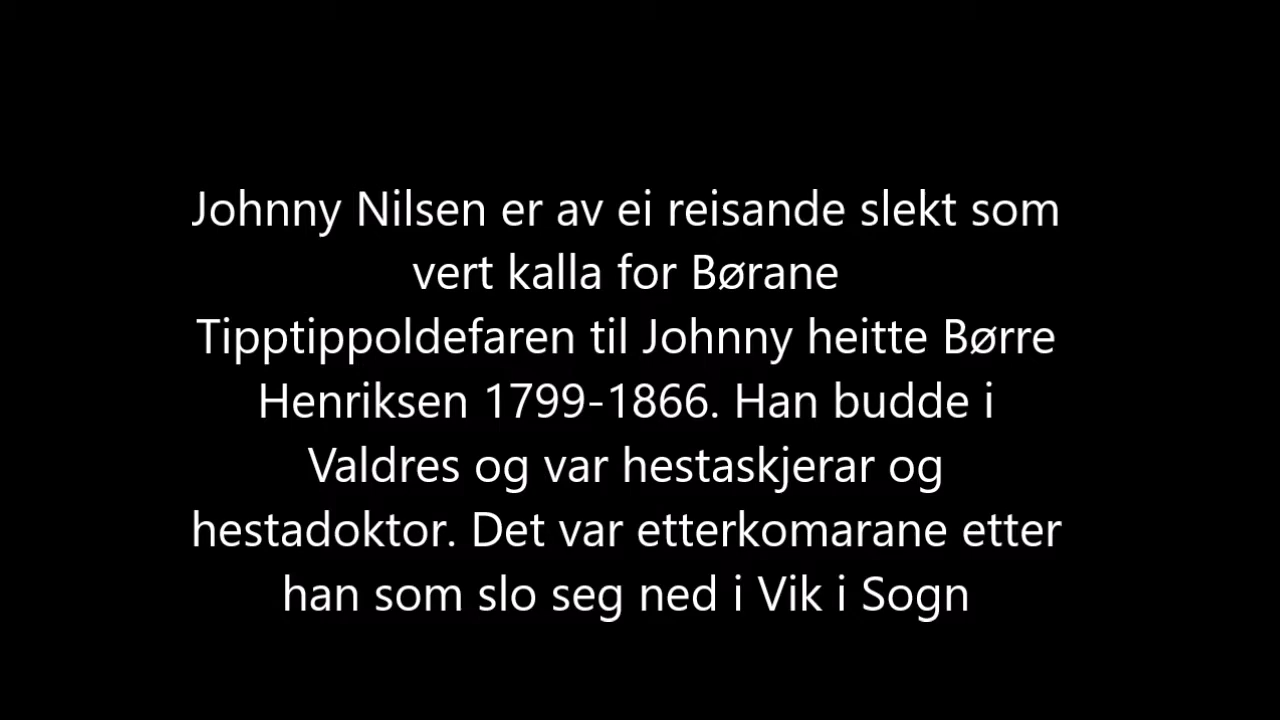 Johnny Nilsen er av ei reisande slekt som
vert kalla for Børane
Tipptippoldefaren til Johnny heitte Børre
Henriksen 1799-1866. Han budde i
Valdres og var hestaskjerar og
hestadoktor. Det var etterkomarane etter
han som slo seg ned i Vik i Sogn